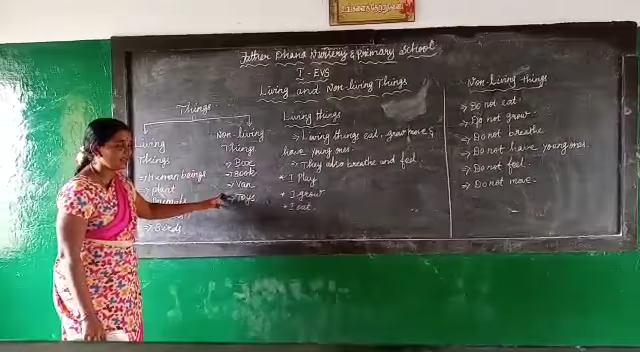 Father Dhana Nursery & Primary School
I - EVS
Living and Non-living Things
Things
Living Things
Non-living Things
→ Human beings
→ plant
→ Animals
→ Birds.
→ Box
→ Book
→ Van
→ Toys
Living things
→ Living things eat, grow move &
have young ones.
→ They also breathe and feel.
* I Play
* I grow
* I eat.
Non-living things
→ Do not eat.
→ Do not grow.
→ Do not breathe
→ Do not have young ones.
→ Do not feel
→ Do not move.